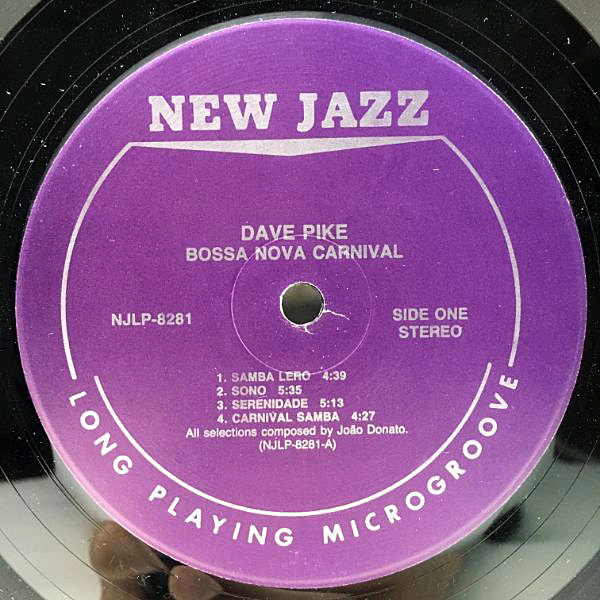 NEW JAZZ
DAVE PIKE
BOSSA NOVA CARNIVAL
NJLP-8281
SIDE ONE
STEREO
1. SAMBA LERO 4:39
2. SONO 5:35
3. SERENIDADE 5:13
4. CARNIVAL SAMBA 4:27
All selections composed by João Donato.
(NJLP-8281-A)
LONG PLAYING MICROGROOVE